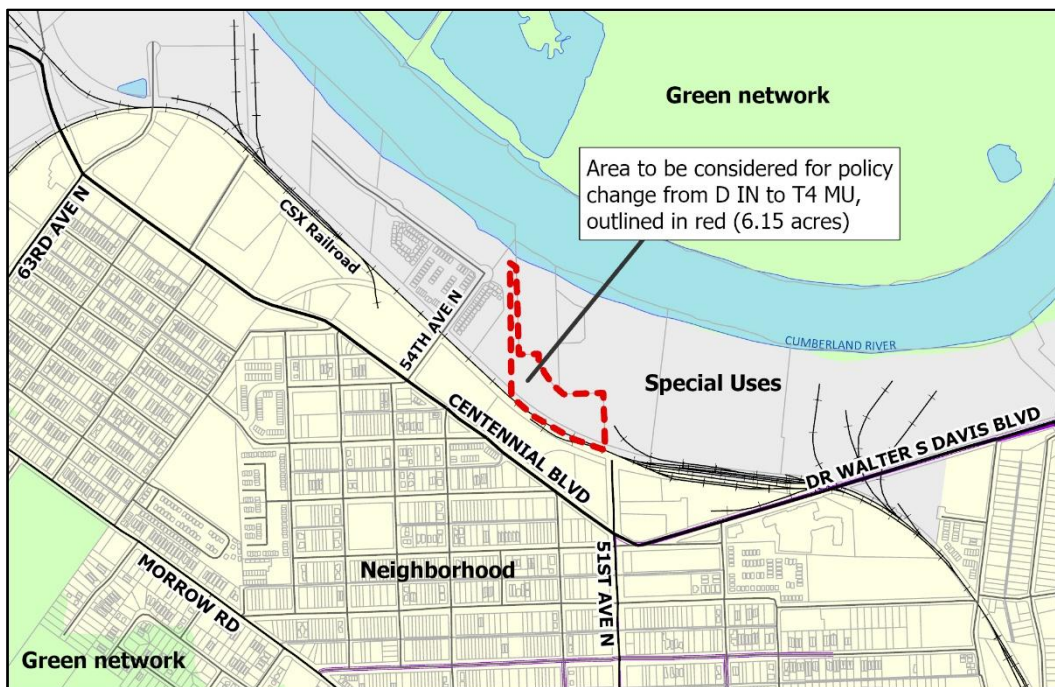 Green network
Area to be considered for policy
change from D IN to T4 MU,
outlined in red (6.15 acres)
63RD AVE N
CSX Railroad
54TH AVE N
CUMBERLAND RIVER
Special Uses
CENTENNIAL BLVD
DR WALTER S DAVIS BLVD
51ST AVE N
Neighborhood
MORROW RD
Green network